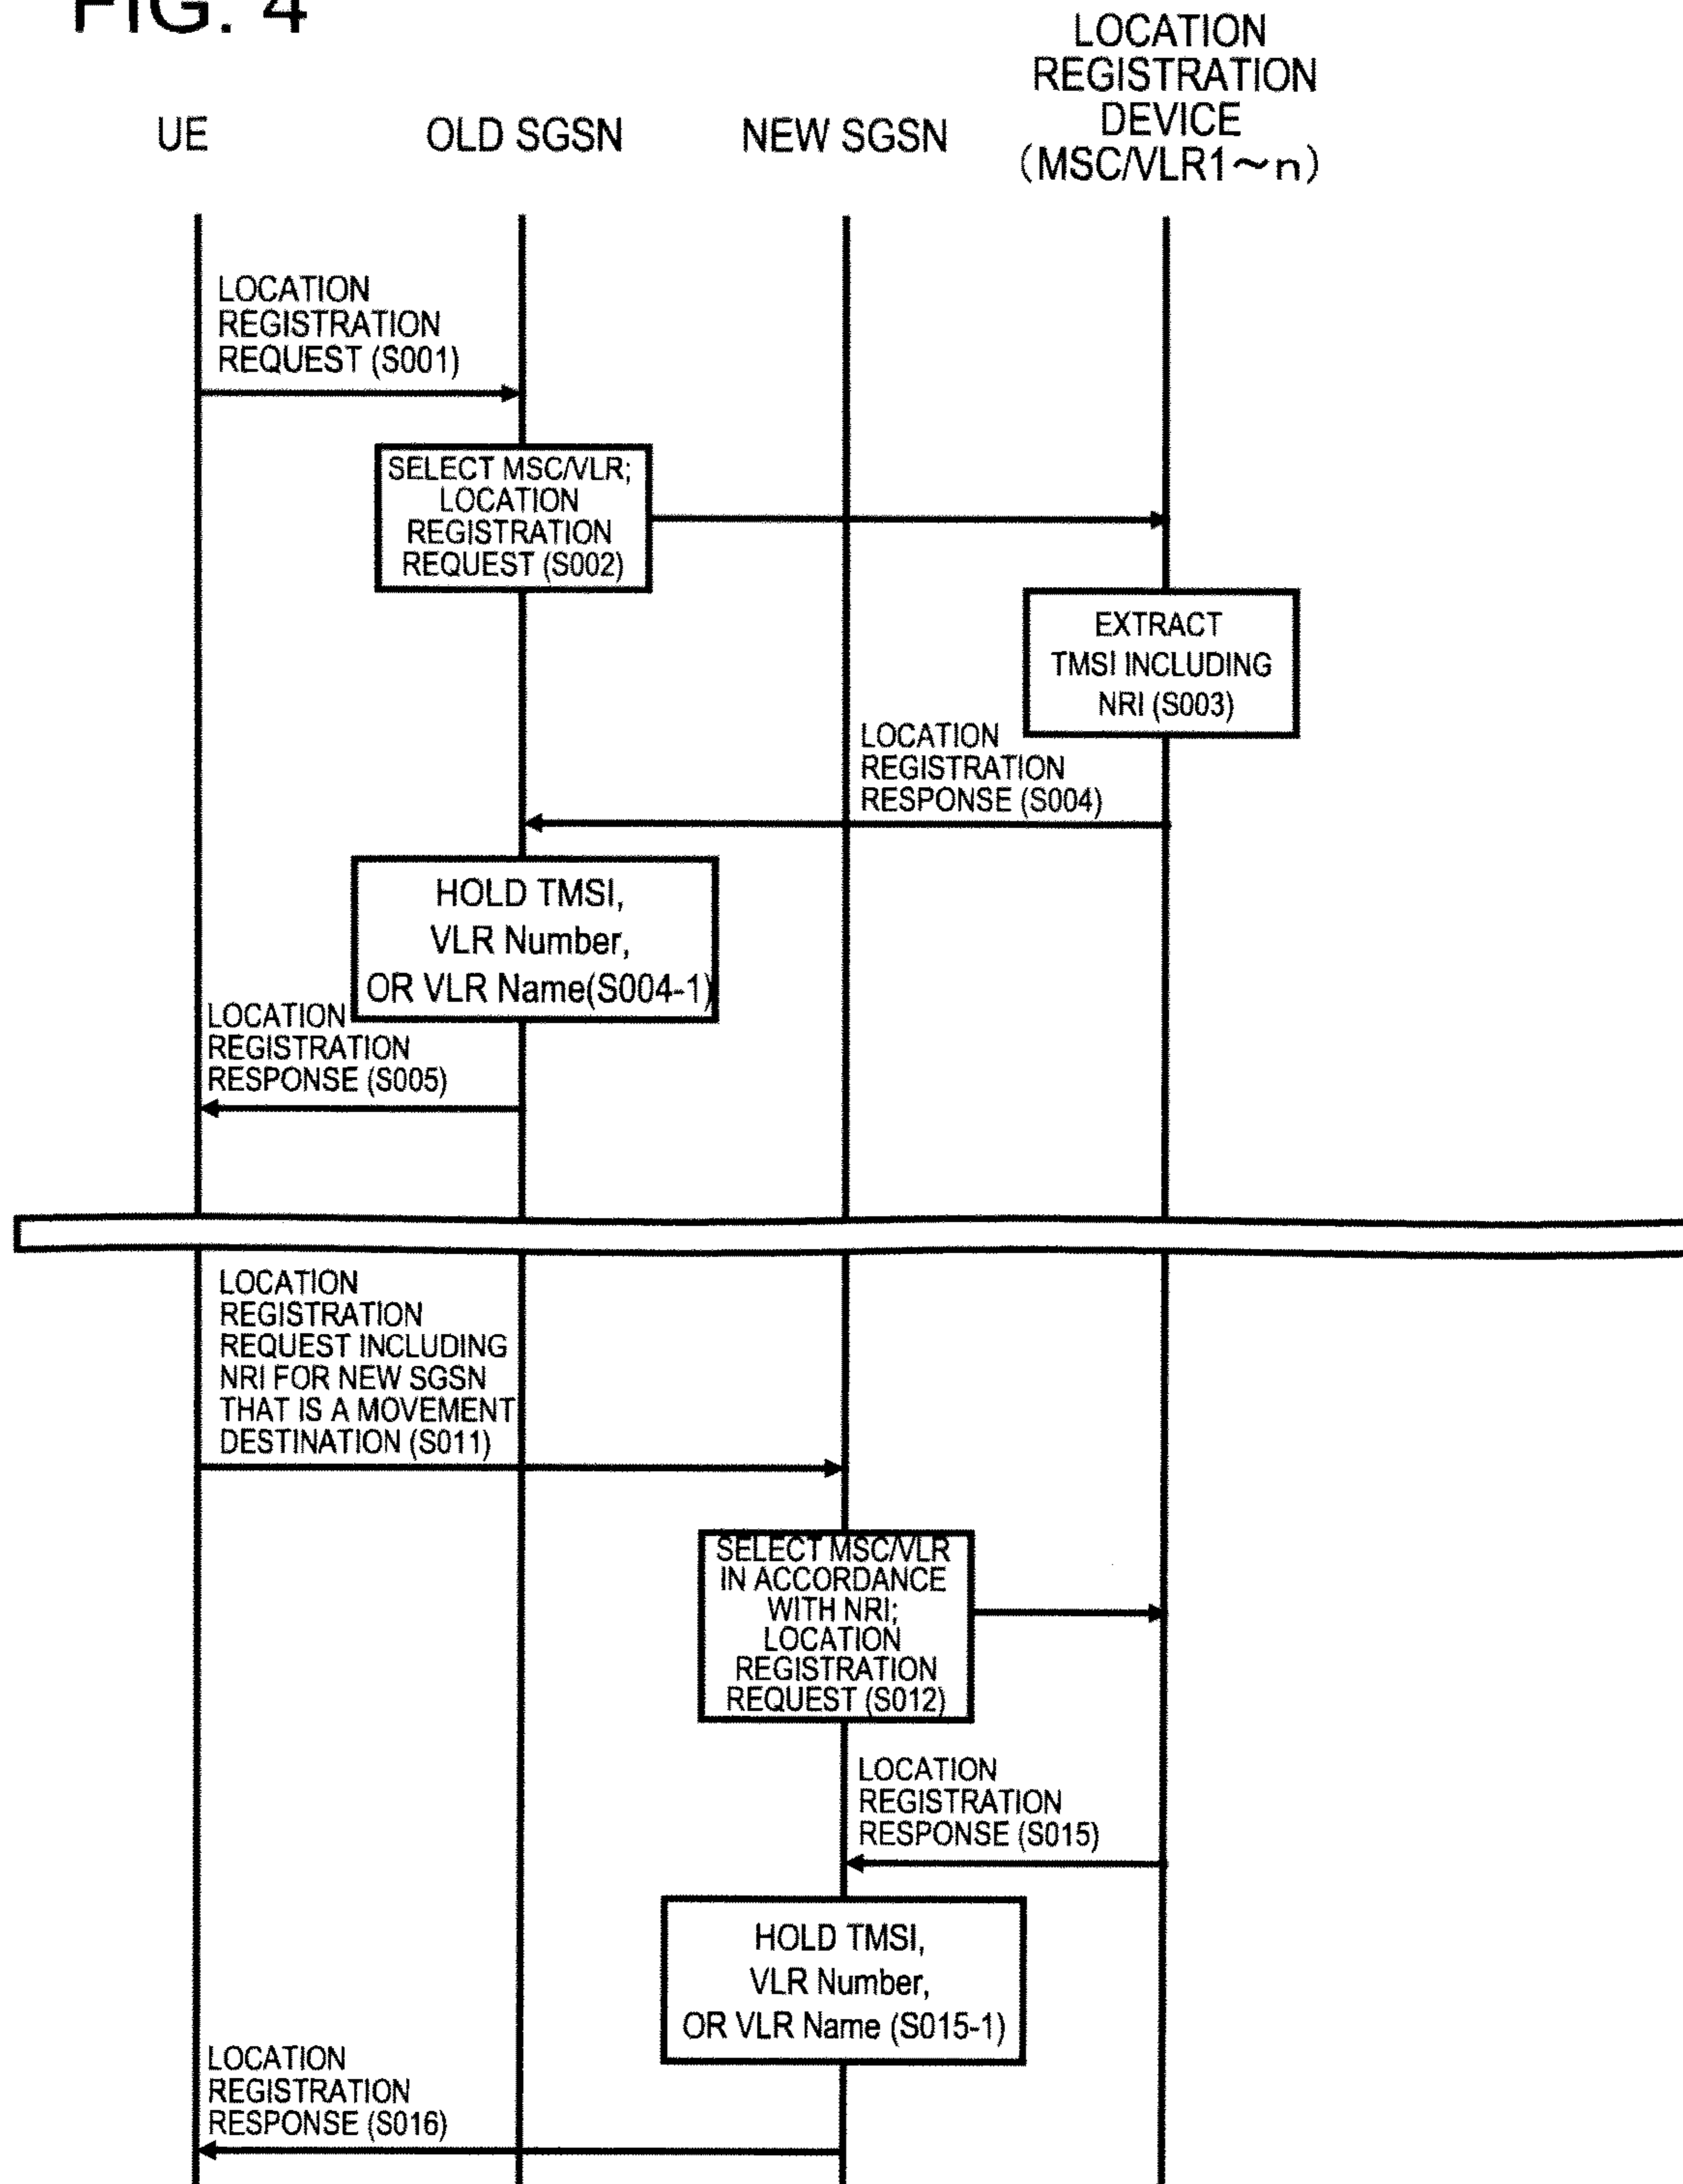 FIG. 4
UE
OLD SGSN
NEW SGSN
LOCATION
REGISTRATION
DEVICE
(MSC/VLR1～n)
LOCATION
REGISTRATION
REQUEST (S001)
SELECT MSC/VLR;
LOCATION
REGISTRATION
REQUEST (S002)
EXTRACT
TMSI INCLUDING
NRI (S003)
LOCATION
REGISTRATION
RESPONSE (S004)
HOLD TMSI,
VLR Number,
OR VLR Name(S004-1)
LOCATION
REGISTRATION
RESPONSE (S005)
LOCATION
REGISTRATION
REQUEST INCLUDING
NRI FOR NEW SGSN
THAT IS A MOVEMENT
DESTINATION (S011)
SELECT MSC/VLR
IN ACCORDANCE
WITH NRI;
LOCATION
REGISTRATION
REQUEST (S012)
LOCATION
REGISTRATION
RESPONSE (S015)
HOLD TMSI,
VLR Number,
OR VLR Name (S015-1)
LOCATION
REGISTRATION
RESPONSE (S016)